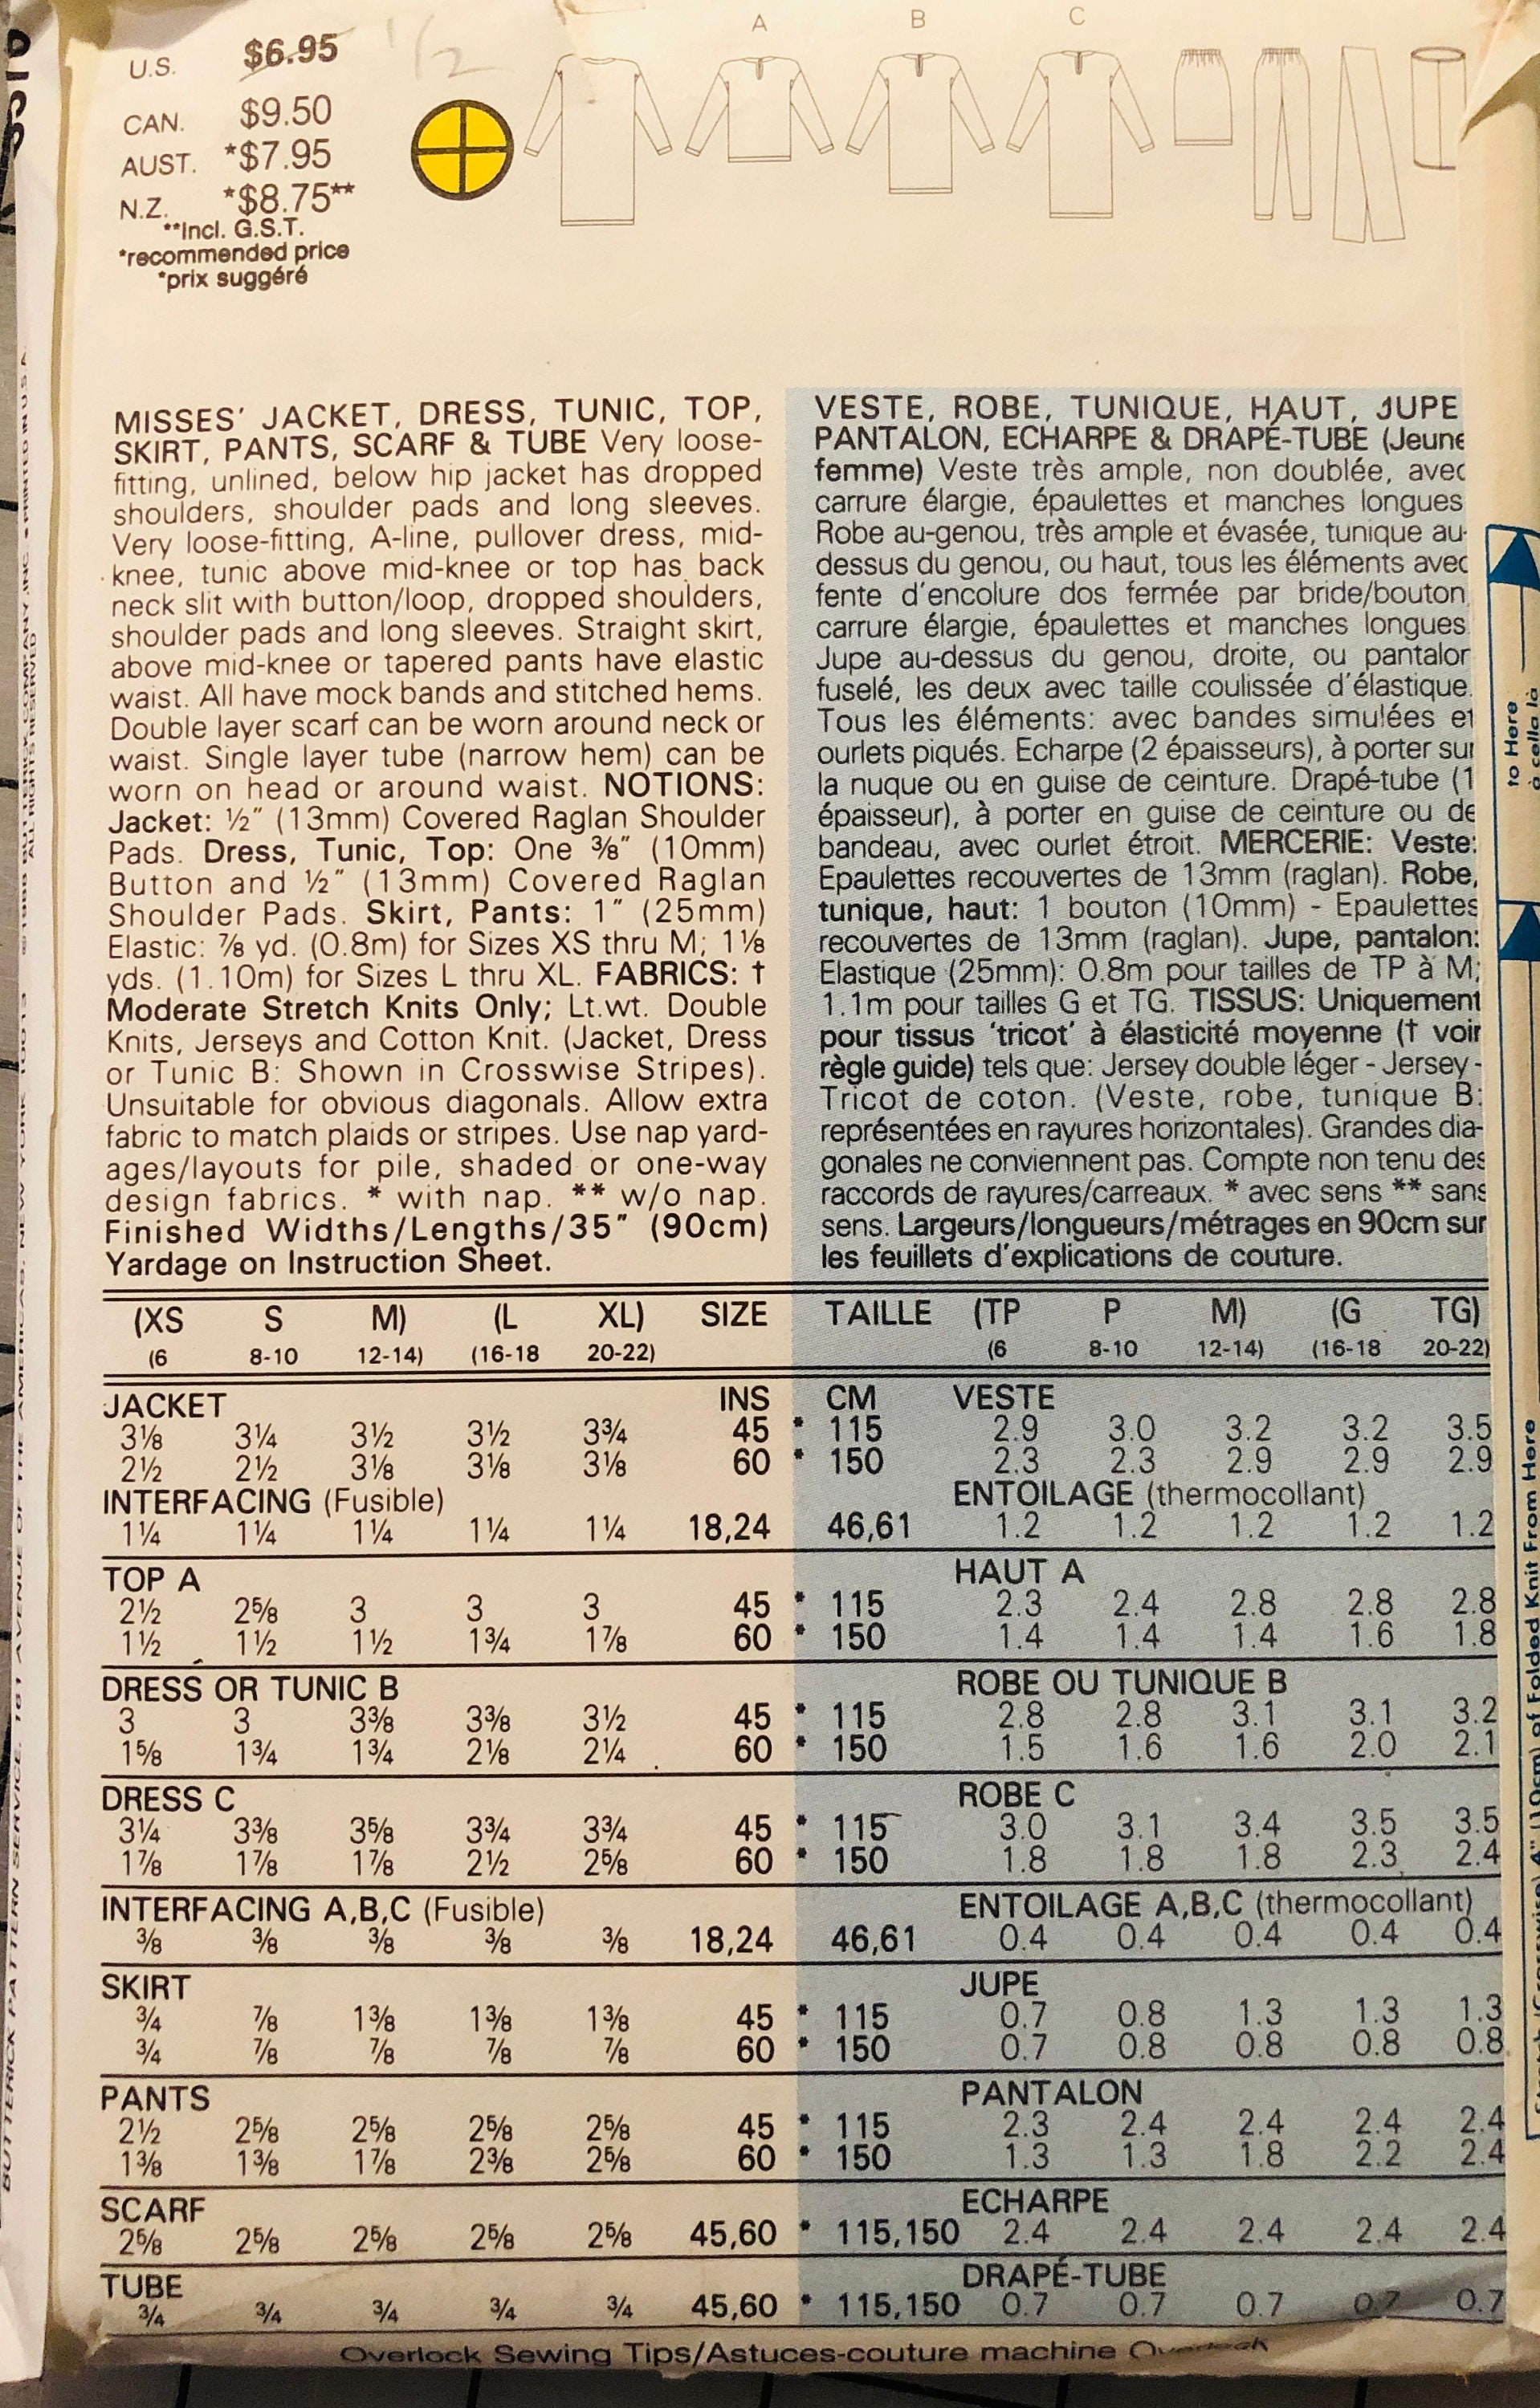 U.S. $6.95
1/2
CAN. $9.50
AUST. *$7.95
N.Z. *$8.75**
**Incl. G.S.T.
*recommended price
*prix suggéré
A B C
MISSES' JACKET, DRESS, TUNIC, TOP,
SKIRT, PANTS, SCARF & TUBE Very loose-
fitting, unlined, below hip jacket has dropped
shoulders, shoulder pads and long sleeves.
Very loose-fitting, A-line, pullover dress, mid-
knee, tunic above mid-knee or top has back
neck slit with button/loop, dropped shoulders,
shoulder pads and long sleeves. Straight skirt,
above mid-knee or tapered pants have elastic
waist. All have mock bands and stitched hems.
Double layer scarf can be worn around neck or
waist. Single layer tube (narrow hem) can be
worn on head or around waist. NOTIONS:
Jacket: ½" (13mm) Covered Raglan Shoulder
Pads. Dress, Tunic, Top: One ⅜" (10mm)
Button and ½" (13mm) Covered Raglan
Shoulder Pads. Skirt, Pants: 1" (25mm)
Elastic: ⅞ yd. (0.8m) for Sizes XS thru M; 1⅛
yds. (1.10m) for Sizes L thru XL. FABRICS: †
Moderate Stretch Knits Only; Lt.wt. Double
Knits, Jerseys and Cotton Knit. (Jacket, Dress
or Tunic B: Shown in Crosswise Stripes).
Unsuitable for obvious diagonals. Allow extra
fabric to match plaids or stripes. Use nap yard-
ages/layouts for pile, shaded or one-way
design fabrics. * with nap. ** w/o nap.
Finished Widths/Lengths/35" (90cm)
Yardage on Instruction Sheet.
VESTE, ROBE, TUNIQUE, HAUT, JUPE
PANTALON, ECHARPE & DRAPÉ-TUBE (Jeune
femme) Veste très ample, non doublée, avec
carrure élargie, épaulettes et manches longues
Robe au-genou, très ample et évasée, tunique au-
dessus du genou, ou haut, tous les éléments avec
fente d'encolure dos fermée par bride/bouton,
carrure élargie, épaulettes et manches longues.
Jupe au-dessus du genou, droite, ou pantalon
fuselé, les deux avec taille coulissée d'élastique.
Tous les éléments: avec bandes simulées et
ourlets piqués. Echarpe (2 épaisseurs), à porter sur
la nuque ou en guise de ceinture. Drapé-tube (1
épaisseur), à porter en guise de ceinture ou de
bandeau, avec ourlet étroit. MERCERIE: Veste:
Epaulettes recouvertes de 13mm (raglan). Robe,
tunique, haut: 1 bouton (10mm) - Epaulettes
recouvertes de 13mm (raglan). Jupe, pantalon:
Elastique (25mm): 0.8m pour tailles de TP à M;
1.1m pour tailles G et TG. TISSUS: Uniquement
pour tissus 'tricot' à élasticité moyenne († voir
règle guide) tels que: Jersey double léger - Jersey -
Tricot de coton. (Veste, robe, tunique B:
représentées en rayures horizontales). Grandes dia-
gonales ne conviennent pas. Compte non tenu des
raccords de rayures/carreaux. * avec sens ** sans
sens. Largeurs/longueurs/métrages en 90cm sur
les feuillets d'explications de couture.
(XS S M) (L XL) SIZE TAILLE (TP P M) (G TG)
(6 8-10 12-14) (16-18 20-22) (6 8-10 12-14) (16-18 20-22)
JACKET INS CM VESTE
3⅛ 3¼ 3½ 3½ 3¾ 45 * 115 2.9 3.0 3.2 3.2 3.5
2½ 2½ 3⅛ 3⅛ 3⅛ 60 * 150 2.3 2.3 2.9 2.9 2.9
INTERFACING (Fusible) ENTOILAGE (thermocollant)
1¼ 1¼ 1¼ 1¼ 1¼ 18,24 46,61 1.2 1.2 1.2 1.2 1.2
TOP A HAUT A
2½ 2⅝ 3 3 3 45 * 115 2.3 2.4 2.8 2.8 2.8
1½ 1½ 1½ 1¾ 1⅞ 60 * 150 1.4 1.4 1.4 1.6 1.8
DRESS OR TUNIC B ROBE OU TUNIQUE B
3 3 3⅜ 3⅜ 3½ 45 * 115 2.8 2.8 3.1 3.1 3.2
1⅝ 1¾ 1¾ 2⅛ 2¼ 60 * 150 1.5 1.6 1.6 2.0 2.1
DRESS C ROBE C
3¼ 3⅜ 3⅝ 3¾ 3¾ 45 * 115 3.0 3.1 3.4 3.5 3.5
1⅞ 1⅞ 1⅞ 2½ 2⅝ 60 * 150 1.8 1.8 1.8 2.3 2.4
INTERFACING A,B,C (Fusible) ENTOILAGE A,B,C (thermocollant)
⅜ ⅜ ⅜ ⅜ ⅜ 18,24 46,61 0.4 0.4 0.4 0.4 0.4
SKIRT JUPE
¾ ⅞ 1⅜ 1⅜ 1⅜ 45 * 115 0.7 0.8 1.3 1.3 1.3
¾ ⅞ ⅞ ⅞ ⅞ 60 * 150 0.7 0.8 0.8 0.8 0.8
PANTS PANTALON
2½ 2⅝ 2⅝ 2⅝ 2⅝ 45 * 115 2.3 2.4 2.4 2.4 2.4
1⅜ 1⅜ 1⅞ 2⅜ 2⅝ 60 * 150 1.3 1.3 1.8 2.2 2.4
SCARF ECHARPE
2⅝ 2⅝ 2⅝ 2⅝ 2⅝ 45,60 * 115,150 2.4 2.4 2.4 2.4 2.4
TUBE DRAPÉ-TUBE
¾ ¾ ¾ ¾ ¾ 45,60 * 115,150 0.7 0.7 0.7 0.7 0.7
Overlock Sewing Tips/Astuces-couture machine Overlock
BUTTERICK PATTERN SERVICE, 161 AVENUE OF THE AMERICAS, NEW YORK 10013 ©1988 BUTTERICK COMPANY, INC. PRINTED IN U.S.A.
ALL RIGHTS RESERVED
to Here
of Folded Knit From Here